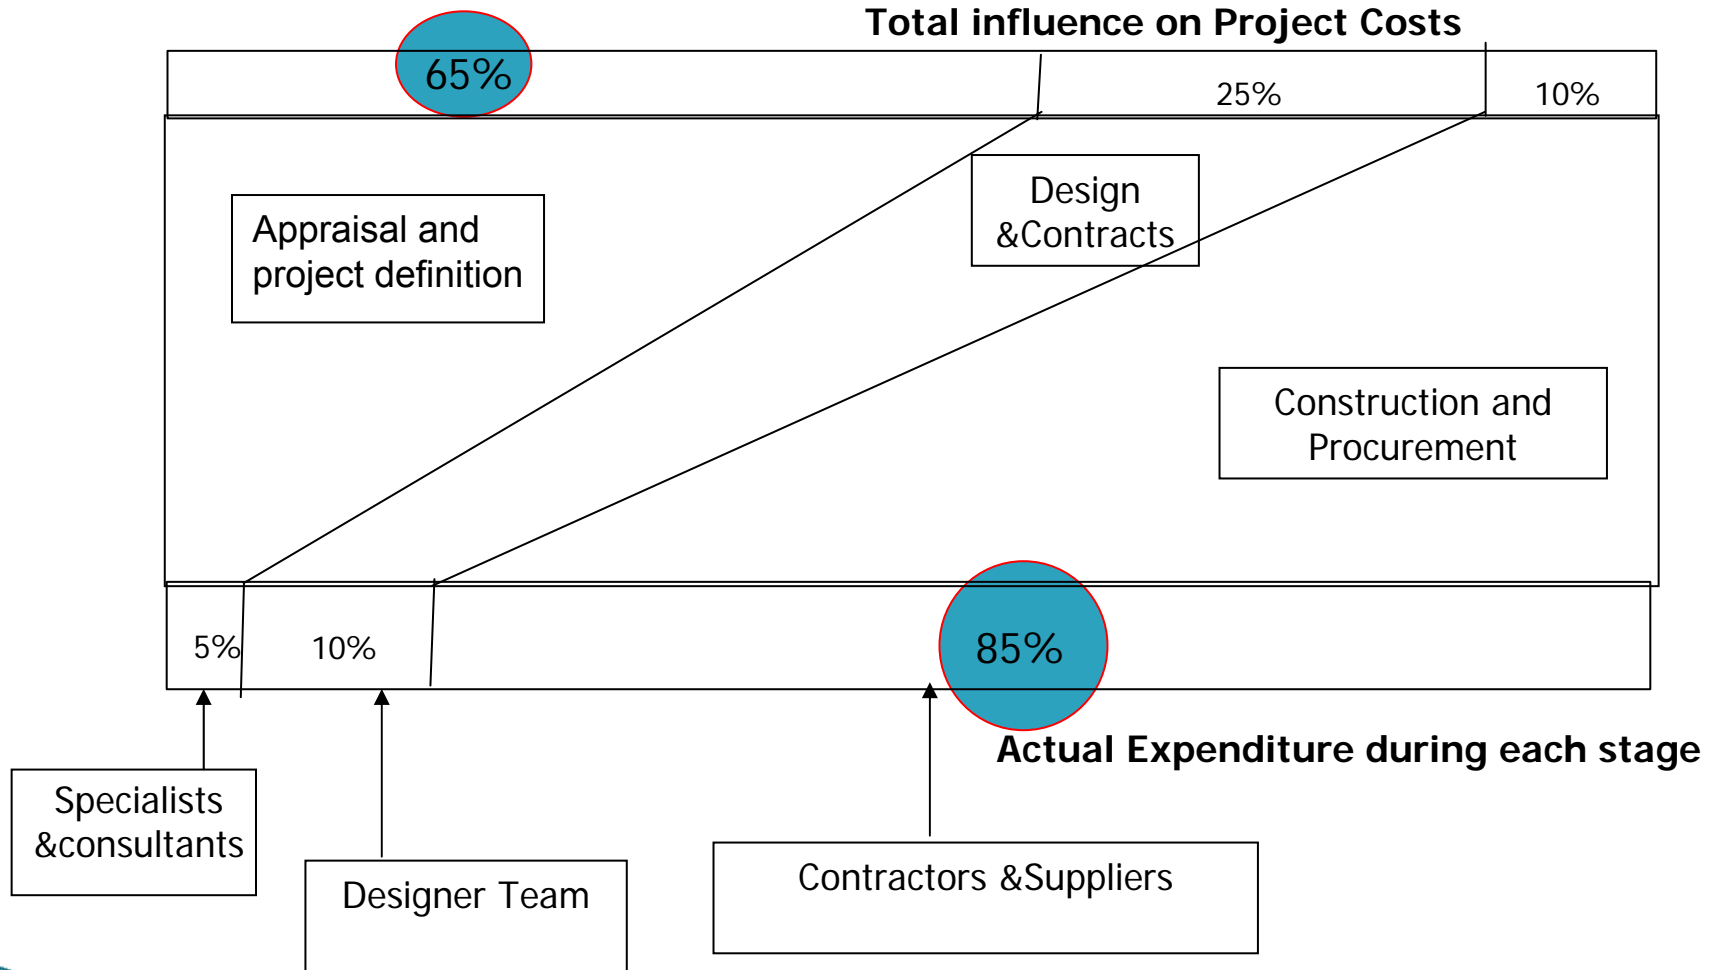 Total influence on Project Costs
65%
25%
10%
Appraisal and
project definition
Design
&Contracts
Construction and
Procurement
5%
10%
85%
Actual Expenditure during each stage
Specialists
&consultants
Designer Team
Contractors &Suppliers